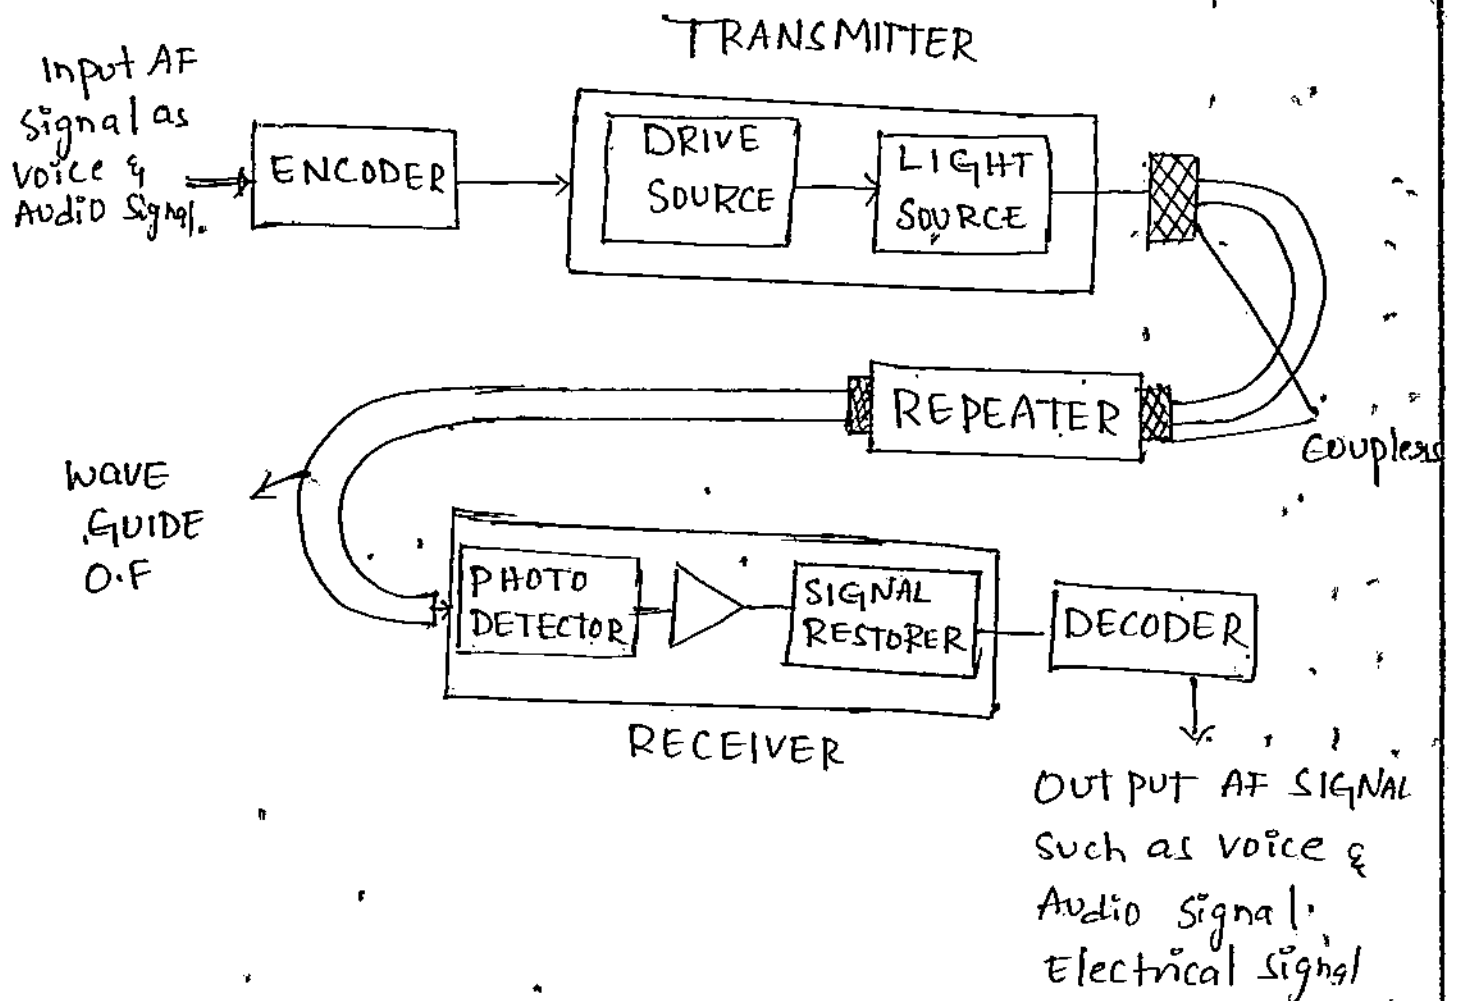 TRANSMITTER
Input AF
Signal as
Voice &
Audio Signal.
ENCODER
DRIVE
SOURCE
LIGHT
SOURCE
REPEATER
Couplers
WAVE
GUIDE
O.F
PHOTO
DETECTOR
SIGNAL
RESTORER
DECODER
RECEIVER
OUTPUT AF SIGNAL
Such as Voice &
Audio Signal.
Electrical Signal